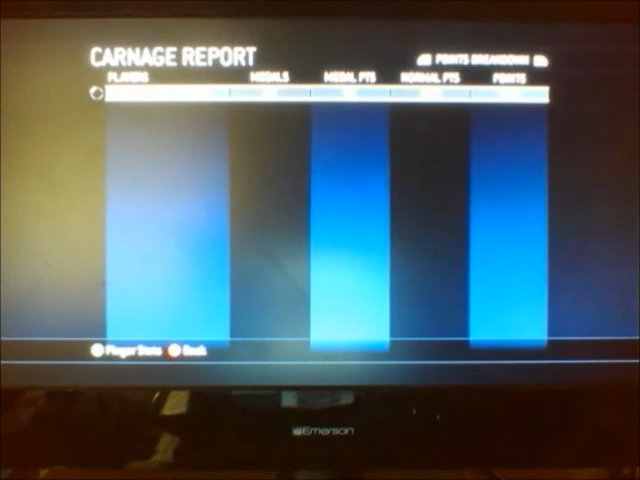 CARNAGE REPORT
POINTS BREAKDOWN
PLAYERS MEDALS MEDAL PTS NORMAL PTS POINTS
Player Stats Back
Emerson